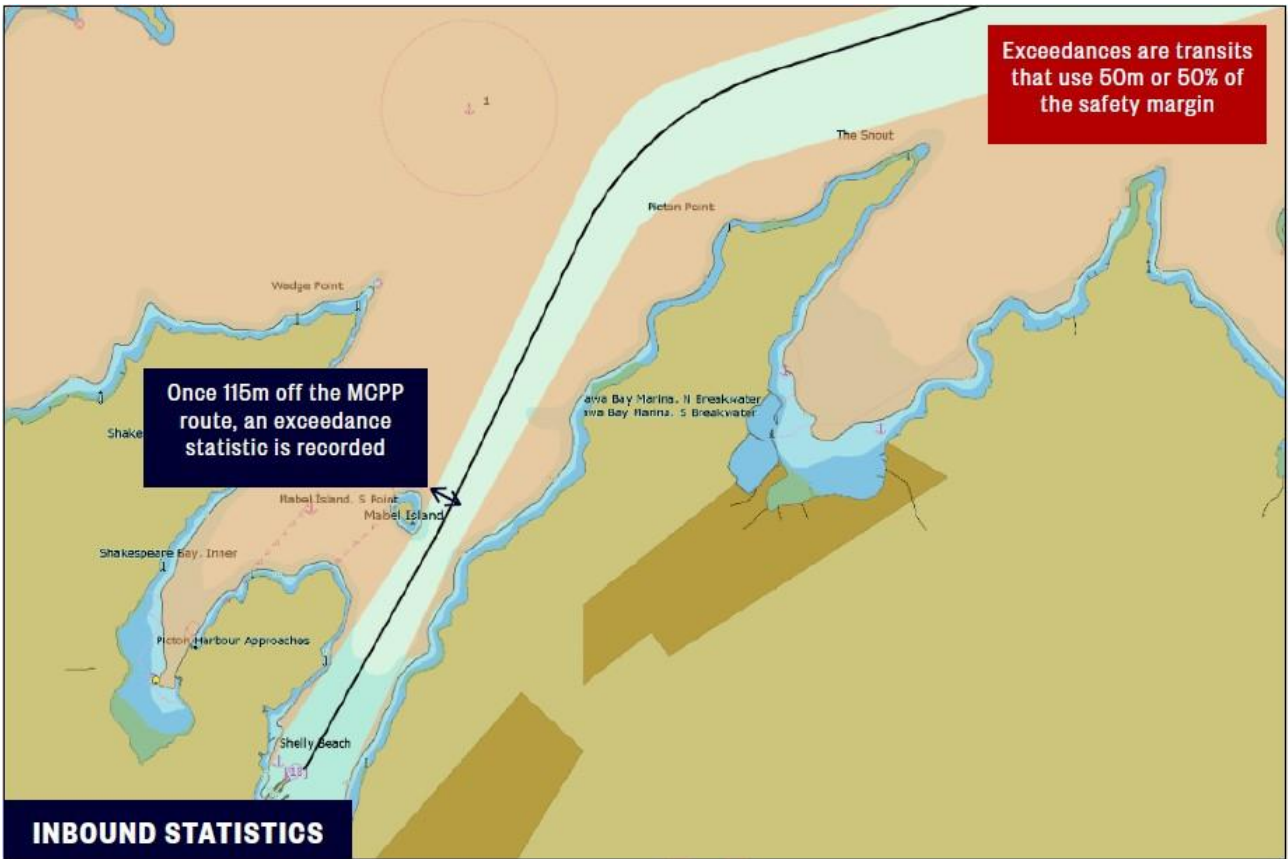 Exceedances are transits
that use 50m or 50% of
the safety margin
1
The Snout
Picton Point
Wedge Point
Once 115m off the MCPP
route, an exceedance
statistic is recorded
awa Bay Marina. N Breakwater
awa Bay Marina. S Breakwater
Shake
Mabel Island. S Point
Mabel Island
Shakespeare Bay. Inner
Picton Harbour Approaches
Shelly Beach
INBOUND STATISTICS